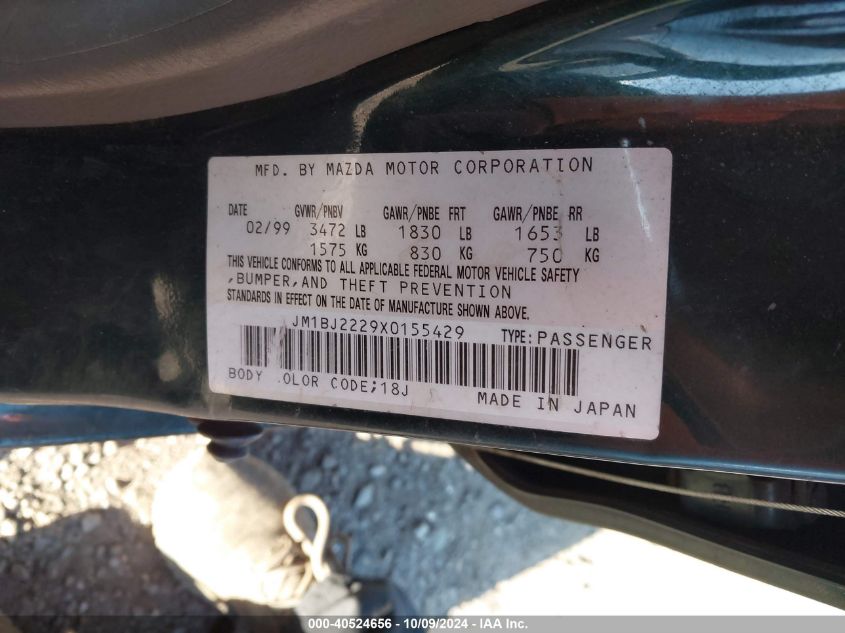 MFD. BY MAZDA MOTOR CORPORATION
DATE GVWR/PNBV GAWR/PNBE FRT GAWR/PNBE RR
02/99 3472 LB 1830 LB 1653 LB
1575 KG 830 KG 750 KG
THIS VEHICLE CONFORMS TO ALL APPLICABLE FEDERAL MOTOR VEHICLE SAFETY
,BUMPER,AND THEFT PREVENTION
STANDARDS IN EFFECT ON THE DATE OF MANUFACTURE SHOWN ABOVE.
JM1BJ2229X0155429 TYPE:PASSENGER
BODY OLOR CODE;18J
MADE IN JAPAN
000-40524656 - 10/09/2024 - IAA Inc.